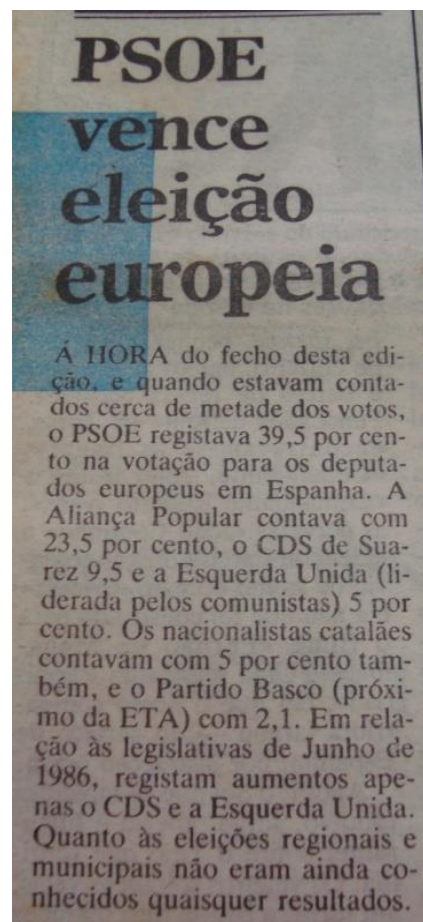 PSOE
vence
eleição
europeia
Á HORA do fecho desta edi-
ção, e quando estavam conta-
dos cerca de metade dos votos,
o PSOE registava 39,5 por cen-
to na votação para os deputa-
dos europeus em Espanha. A
Aliança Popular contava com
23,5 por cento, o CDS de Sua-
rez 9,5 e a Esquerda Unida (li-
derada pelos comunistas) 5 por
cento. Os nacionalistas catalães
contavam com 5 por cento tam-
bém, e o Partido Basco (próxi-
mo da ETA) com 2,1. Em rela-
ção às legislativas de Junho de
1986, registam aumentos ape-
nas o CDS e a Esquerda Unida.
Quanto às eleições regionais e
municipais não eram ainda co-
nhecidos quaisquer resultados.